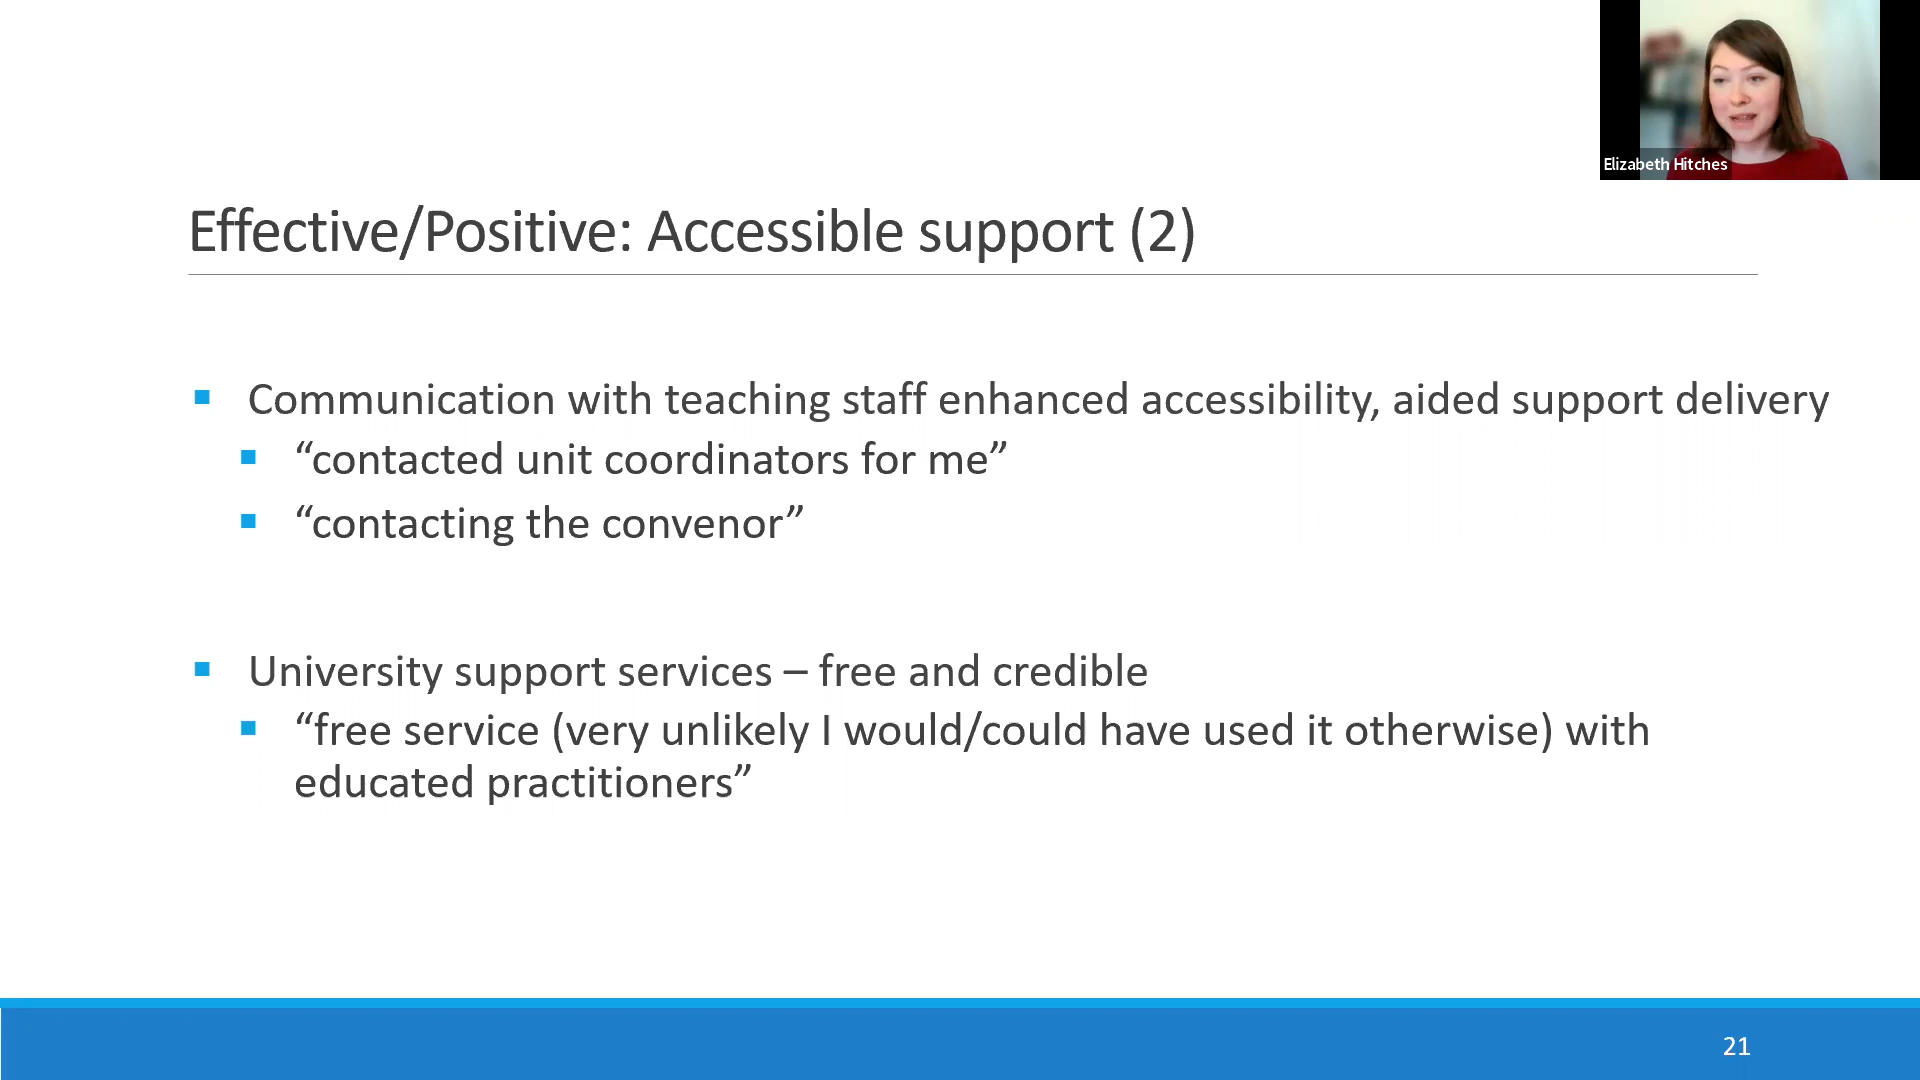 Elizabeth Hitches
Effective/Positive: Accessible support (2)
Communication with teaching staff enhanced accessibility, aided support delivery
“contacted unit coordinators for me”
“contacting the convenor”
University support services – free and credible
“free service (very unlikely I would/could have used it otherwise) with
educated practitioners”
21